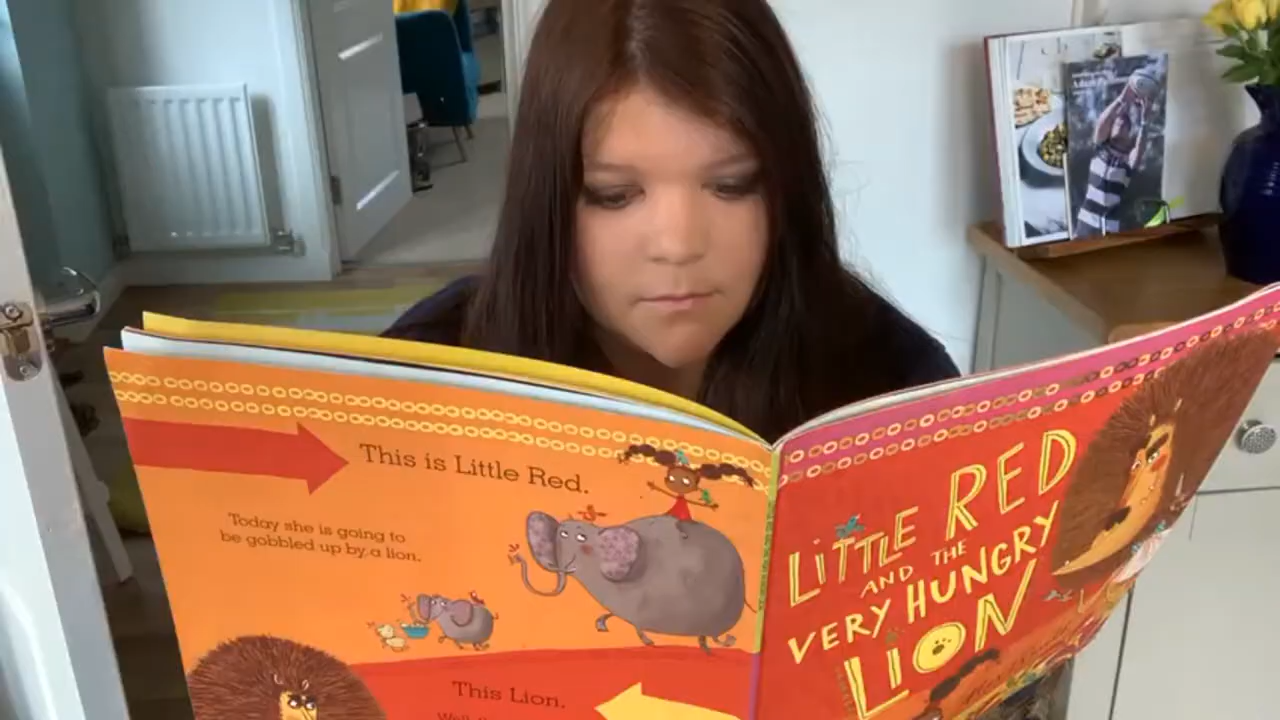 This is Little Red.
Today she is going to
be gobbled up by a lion.
This Lion.
LiTTLE RED
AND THE
VERY HUNGRY
LION